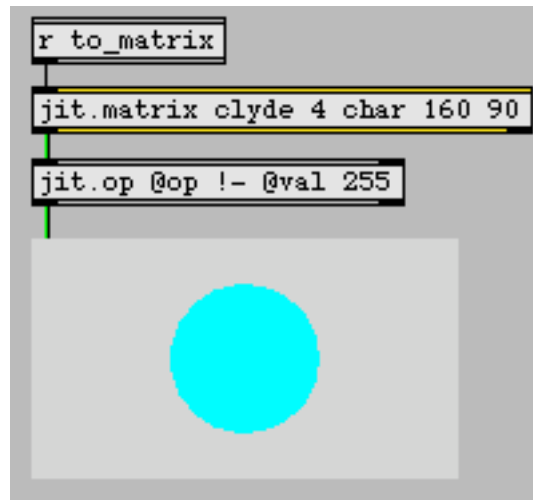 r to_matrix
jit.matrix clyde 4 char 160 90
jit.op @op !- @val 255